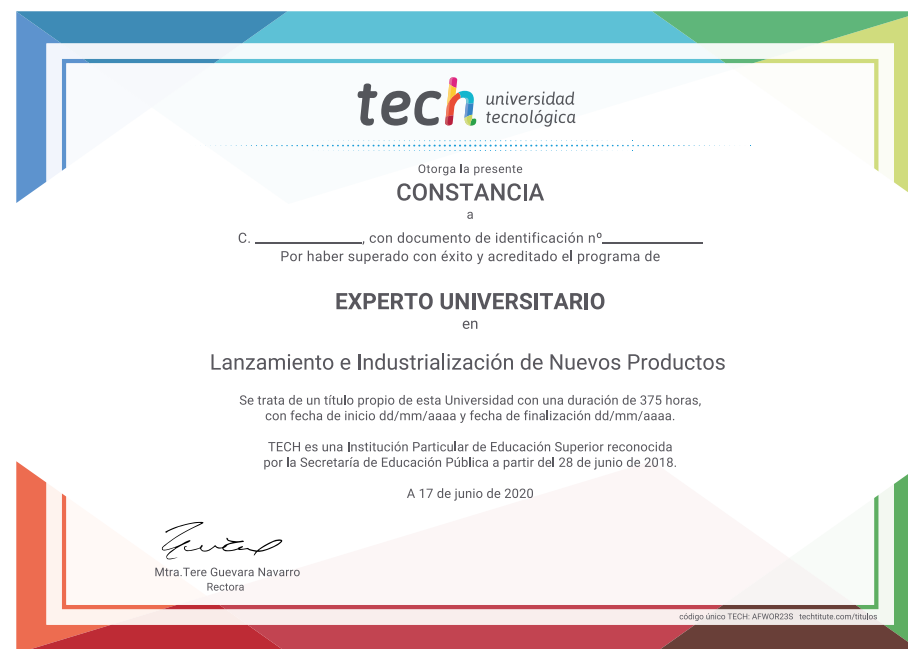 tech universidad
tecnológica
Otorga la presente
CONSTANCIA
a
C. ____________, con documento de identificación nº____________
Por haber superado con éxito y acreditado el programa de
EXPERTO UNIVERSITARIO
en
Lanzamiento e Industrialización de Nuevos Productos
Se trata de un título propio de esta Universidad con una duración de 375 horas,
con fecha de inicio dd/mm/aaaa y fecha de finalización dd/mm/aaaa.
TECH es una Institución Particular de Educación Superior reconocida
por la Secretaría de Educación Pública a partir del 28 de junio de 2018.
A 17 de junio de 2020
Mtra.Tere Guevara Navarro
Rectora
código único TECH: AFWOR23S techtitute.com/titulos